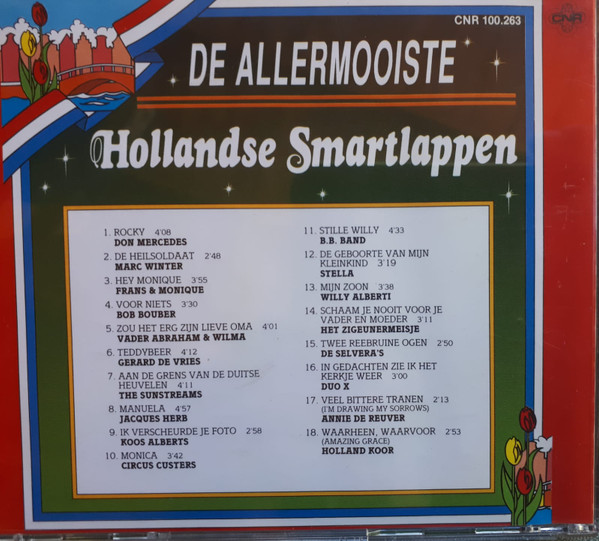 CNR 100.263
CNR
DE ALLERMOOISTE
Hollandse Smartlappen
1. ROCKY 4'08
DON MERCEDES
2. DE HEILSOLDAAT 2'48
MARC WINTER
3. HEY MONIQUE 3'55
FRANS & MONIQUE
4. VOOR NIETS 3'30
BOB BOUBER
5. ZOU HET ERG ZIJN LIEVE OMA 4'01
VADER ABRAHAM & WILMA
6. TEDDYBEER 4'12
GERARD DE VRIES
7. AAN DE GRENS VAN DE DUITSE
HEUVELEN 4'11
THE SUNSTREAMS
8. MANUELA 4'57
JACQUES HERB
9. IK VERSCHEURDE JE FOTO 2'58
KOOS ALBERTS
10. MONICA 3'42
CIRCUS CUSTERS
11. STILLE WILLY 4'33
B.B. BAND
12. DE GEBOORTE VAN MIJN
KLEINKIND 3'19
STELLA
13. MIJN ZOON 3'38
WILLY ALBERTI
14. SCHAAM JE NOOIT VOOR JE
VADER EN MOEDER 3'11
HET ZIGEUNERMEISJE
15. TWEE REEBRUINE OGEN 2'50
DE SELVERA'S
16. IN GEDACHTEN ZIE IK HET
KERKJE WEER 3'00
DUO X
17. VEEL BITTERE TRANEN 2'13
(I'M DRAWING MY SORROWS)
ANNIE DE REUVER
18. WAARHEEN, WAARVOOR 2'53
(AMAZING GRACE)
HOLLAND KOOR